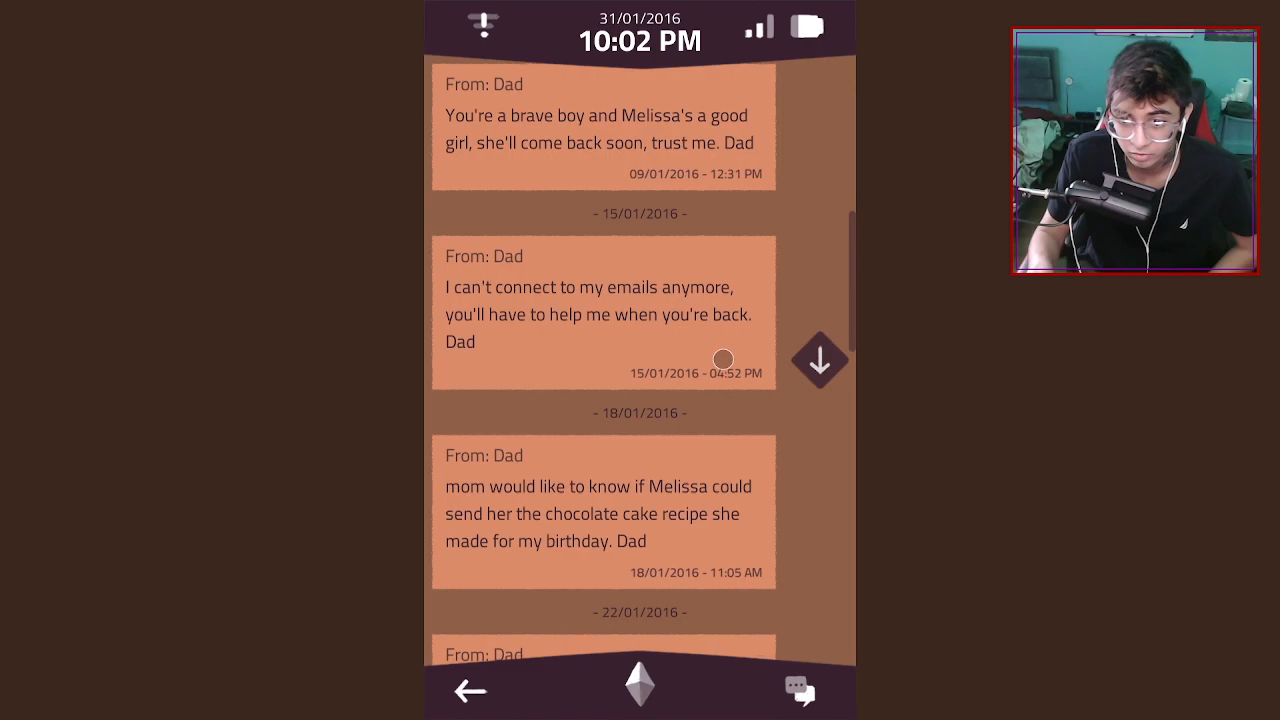 31/01/2016
10:02 PM
From: Dad
You're a brave boy and Melissa's a good
girl, she'll come back soon, trust me. Dad
09/01/2016 - 12:31 PM
- 15/01/2016 -
From: Dad
I can't connect to my emails anymore,
you'll have to help me when you're back.
Dad
15/01/2016 - 04:52 PM
- 18/01/2016 -
From: Dad
mom would like to know if Melissa could
send her the chocolate cake recipe she
made for my birthday. Dad
18/01/2016 - 11:05 AM
- 22/01/2016 -
From: Dad